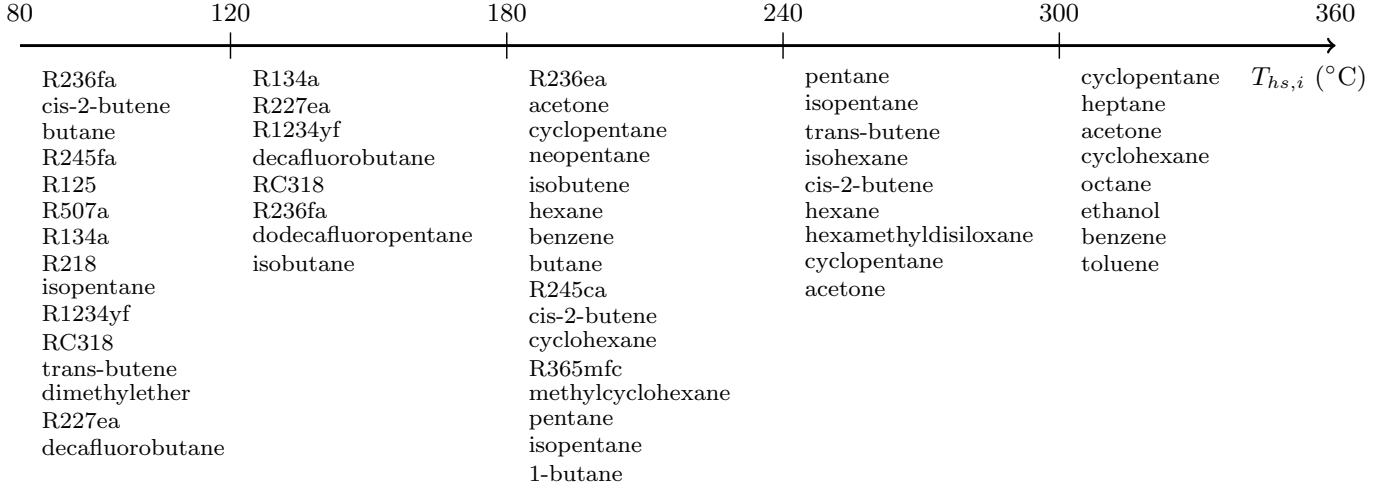 80 120 180 240 300 360
R236fa R134a R236ea pentane cyclopentane T_{hs,i} (°C)
cis-2-butene R227ea acetone isopentane heptane
butane R1234yf cyclopentane trans-butene acetone
R245fa decafluorobutane neopentane isohexane cyclohexane
R125 RC318 isobutene cis-2-butene octane
R507a R236fa hexane hexane ethanol
R134a dodecafluoropentane benzene hexamethyldisiloxane benzene
R218 isobutane butane cyclopentane toluene
isopentane R245ca acetone
R1234yf cis-2-butene
RC318 cyclohexane
trans-butene R365mfc
dimethylether methylcyclohexane
R227ea pentane
decafluorobutane isopentane
1-butane